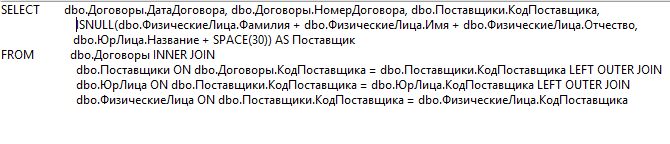 SELECT dbo.Договоры.ДатаДоговора, dbo.Договоры.НомерДоговора, dbo.Поставщики.КодПоставщика,
ISNULL(dbo.ФизическиеЛица.Фамилия + dbo.ФизическиеЛица.Имя + dbo.ФизическиеЛица.Отчество,
dbo.ЮрЛица.Название + SPACE(30)) AS Поставщик
FROM dbo.Договоры INNER JOIN
dbo.Поставщики ON dbo.Договоры.КодПоставщика = dbo.Поставщики.КодПоставщика LEFT OUTER JOIN
dbo.ЮрЛица ON dbo.Поставщики.КодПоставщика = dbo.ЮрЛица.КодПоставщика LEFT OUTER JOIN
dbo.ФизическиеЛица ON dbo.Поставщики.КодПоставщика = dbo.ФизическиеЛица.КодПоставщика